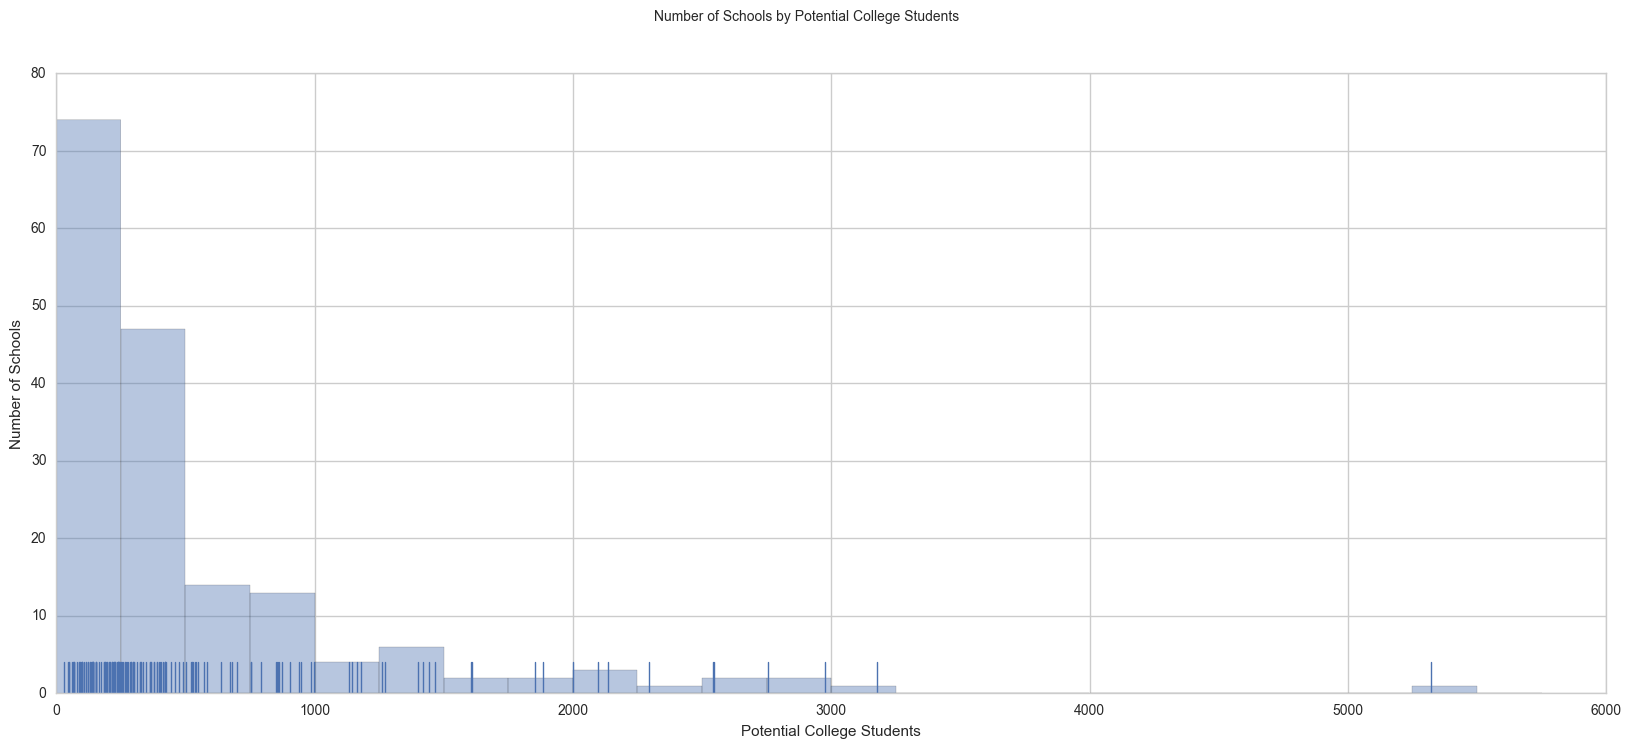 Number of Schools by Potential College Students
80
70
60
50
40
30
20
10
0
Number of Schools
0 1000 2000 3000 4000 5000 6000
Potential College Students